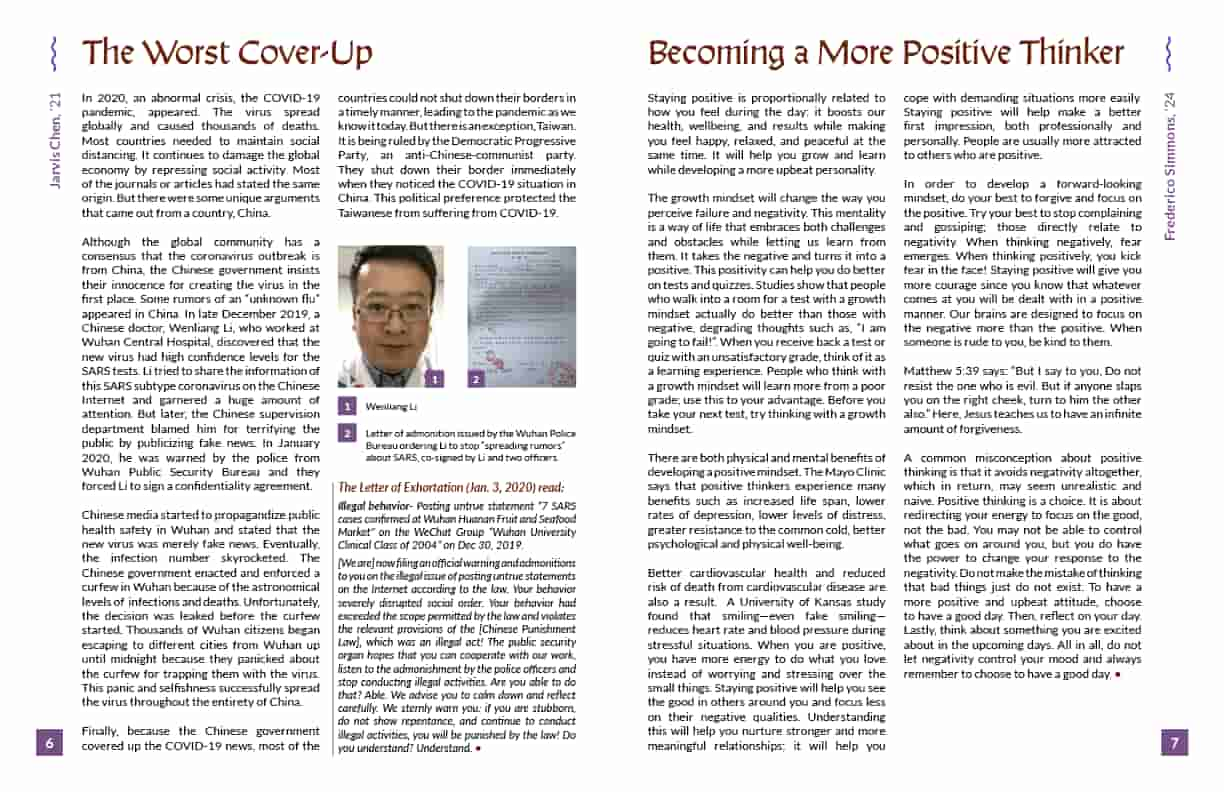 The Worst Cover-Up
Jarvis Chen, '21
In 2020, an abnormal crisis, the COVID-19
pandemic, appeared. The virus spread
globally and caused thousands of deaths.
Most countries needed to maintain social
distancing. It continues to damage the global
economy by repressing social activity. Most
of the journals or articles had stated the same
origin. But there were some unique arguments
that came out from a country, China.
Although the global community has a
consensus that the coronavirus outbreak is
from China, the Chinese government insists
their innocence for creating the virus in the
first place. Some rumors of an "unknown flu"
appeared in China. In late December 2019, a
Chinese doctor, Wenliang Li, who worked at
Wuhan Central Hospital, discovered that the
new virus had high confidence levels for the
SARS tests. Li tried to share the information of
this SARS subtype coronavirus on the Chinese
Internet and garnered a huge amount of
attention. But later, the Chinese supervision
department blamed him for terrifying the
public by publicizing fake news. In January
2020, he was warned by the police from
Wuhan Public Security Bureau and they
forced Li to sign a confidentiality agreement.
Chinese media started to propagandize public
health safety in Wuhan and stated that the
new virus was merely fake news. Eventually,
the infection number skyrocketed. The
Chinese government enacted and enforced a
curfew in Wuhan because of the astronomical
levels of infections and deaths. Unfortunately,
the decision was leaked before the curfew
started. Thousands of Wuhan citizens began
escaping to different cities from Wuhan up
until midnight because they panicked about
the curfew for trapping them with the virus.
This panic and selfishness successfully spread
the virus throughout the entirety of China.
Finally, because the Chinese government
covered up the COVID-19 news, most of the
countries could not shut down their borders in
a timely manner, leading to the pandemic as we
know it today. But there is an exception, Taiwan.
It is being ruled by the Democratic Progressive
Party, an anti-Chinese-communist party.
They shut down their border immediately
when they noticed the COVID-19 situation in
China. This political preference protected the
Taiwanese from suffering from COVID-19.
1
2
1 Wenliang Li
2 Letter of admonition issued by the Wuhan Police
Bureau ordering Li to stop "spreading rumors"
about SARS, co-signed by Li and two officers.
The Letter of Exhortation (Jan. 3, 2020) read:
Illegal behavior- Posting untrue statement "7 SARS
cases confirmed at Wuhan Huanan Fruit and Seafood
Market" on the WeChat Group "Wuhan University
Clinical Class of 2004" on Dec 30, 2019.
[We are] now filing an official warning and admonitions
to you on the illegal issue of posting untrue statements
on the Internet according to the law. Your behavior
severely disrupted social order. Your behavior had
exceeded the scope permitted by the law and violates
the relevant provisions of the [Chinese Punishment
Law], which was an illegal act! The public security
organ hopes that you can cooperate with our work,
listen to the admonishment by the police officers and
stop conducting illegal activities. Are you able to do
that? Able. We advise you to calm down and reflect
carefully. We sternly warn you: if you are stubborn,
do not show repentance, and continue to conduct
illegal activities, you will be punished by the law! Do
you understand? Understand.
6
Becoming a More Positive Thinker
Frederico Simmons, '24
Staying positive is proportionally related to
how you feel during the day; it boosts our
health, wellbeing, and results while making
you feel happy, relaxed, and peaceful at the
same time. It will help you grow and learn
while developing a more upbeat personality.
The growth mindset will change the way you
perceive failure and negativity. This mentality
is a way of life that embraces both challenges
and obstacles while letting us learn from
them. It takes the negative and turns it into a
positive. This positivity can help you do better
on tests and quizzes. Studies show that people
who walk into a room for a test with a growth
mindset actually do better than those with
negative, degrading thoughts such as, "I am
going to fail!". When you receive back a test or
quiz with an unsatisfactory grade, think of it as
a learning experience. People who think with
a growth mindset will learn more from a poor
grade; use this to your advantage. Before you
take your next test, try thinking with a growth
mindset.
There are both physical and mental benefits of
developing a positive mindset. The Mayo Clinic
says that positive thinkers experience many
benefits such as increased life span, lower
rates of depression, lower levels of distress,
greater resistance to the common cold, better
psychological and physical well-being.
Better cardiovascular health and reduced
risk of death from cardiovascular disease are
also a result. A University of Kansas study
found that smiling—even fake smiling—
reduces heart rate and blood pressure during
stressful situations. When you are positive,
you have more energy to do what you love
instead of worrying and stressing over the
small things. Staying positive will help you see
the good in others around you and focus less
on their negative qualities. Understanding
this will help you nurture stronger and more
meaningful relationships; it will help you
cope with demanding situations more easily.
Staying positive will help make a better
first impression, both professionally and
personally. People are usually more attracted
to others who are positive.
In order to develop a forward-looking
mindset, do your best to forgive and focus on
the positive. Try your best to stop complaining
and gossiping; those directly relate to
negativity. When thinking negatively, fear
emerges. When thinking positively, you kick
fear in the face! Staying positive will give you
more courage since you know that whatever
comes at you will be dealt with in a positive
manner. Our brains are designed to focus on
the negative more than the positive. When
someone is rude to you, be kind to them.
Matthew 5:39 says: "But I say to you, Do not
resist the one who is evil. But if anyone slaps
you on the right cheek, turn to him the other
also." Here, Jesus teaches us to have an infinite
amount of forgiveness.
A common misconception about positive
thinking is that it avoids negativity altogether,
which in return, may seem unrealistic and
naive. Positive thinking is a choice. It is about
redirecting your energy to focus on the good,
not the bad. You may not be able to control
what goes on around you, but you do have
the power to change your response to the
negativity. Do not make the mistake of thinking
that bad things just do not exist. To have a
more positive and upbeat attitude, choose
to have a good day. Then, reflect on your day.
Lastly, think about something you are excited
about in the upcoming days. All in all, do not
let negativity control your mood and always
remember to choose to have a good day.
7